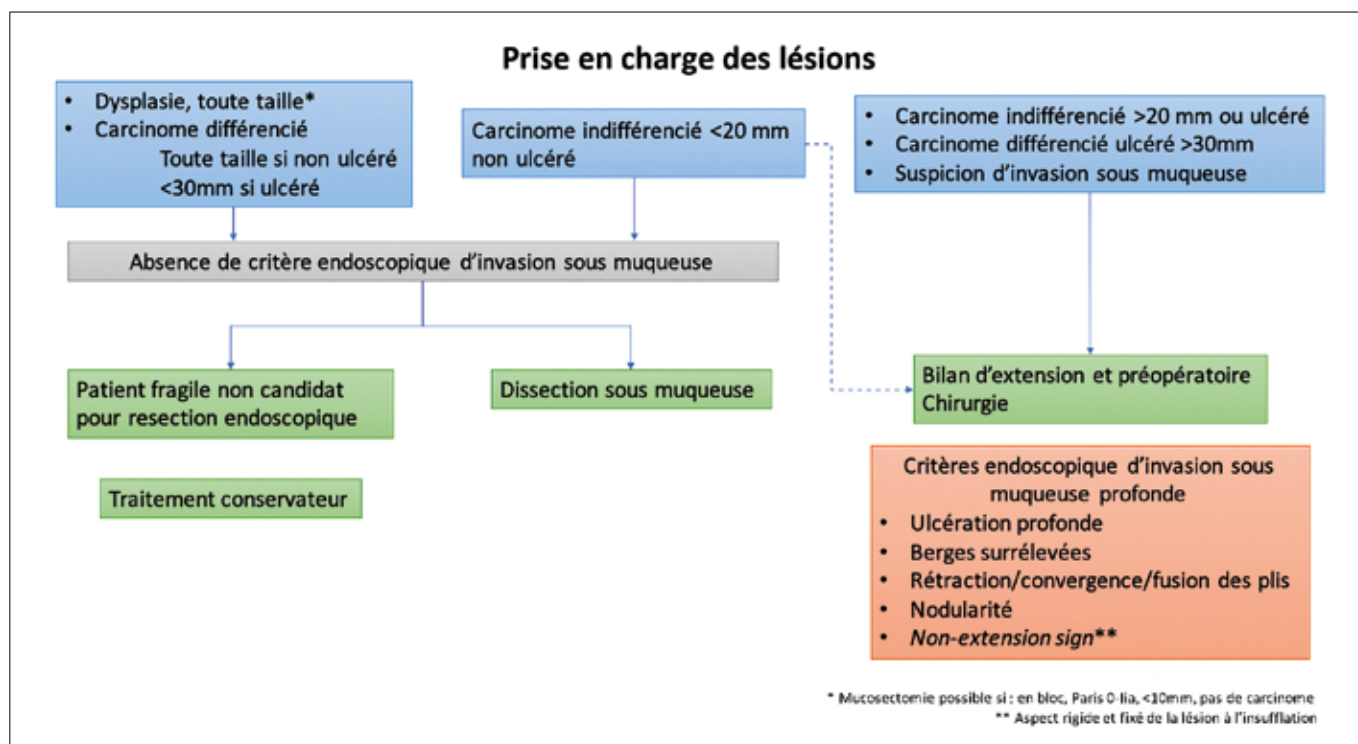 Prise en charge des lésions
• Dysplasie, toute taille*
• Carcinome différencié
Toute taille si non ulcéré
<30mm si ulcéré
Carcinome indifférencié <20 mm
non ulcéré
• Carcinome indifférencié >20 mm ou ulcéré
• Carcinome différencié ulcéré >30mm
• Suspicion d'invasion sous muqueuse
Absence de critère endoscopique d'invasion sous muqueuse
Patient fragile non candidat
pour resection endoscopique
Dissection sous muqueuse
Bilan d'extension et préopératoire
Chirurgie
Traitement conservateur
Critères endoscopique d'invasion sous
muqueuse profonde
• Ulcération profonde
• Berges surrélevées
• Rétraction/convergence/fusion des plis
• Nodularité
• Non-extension sign**
* Mucosectomie possible si : en bloc, Paris 0-IIa, <10mm, pas de carcinome
** Aspect rigide et fixé de la lésion à l'insufflation